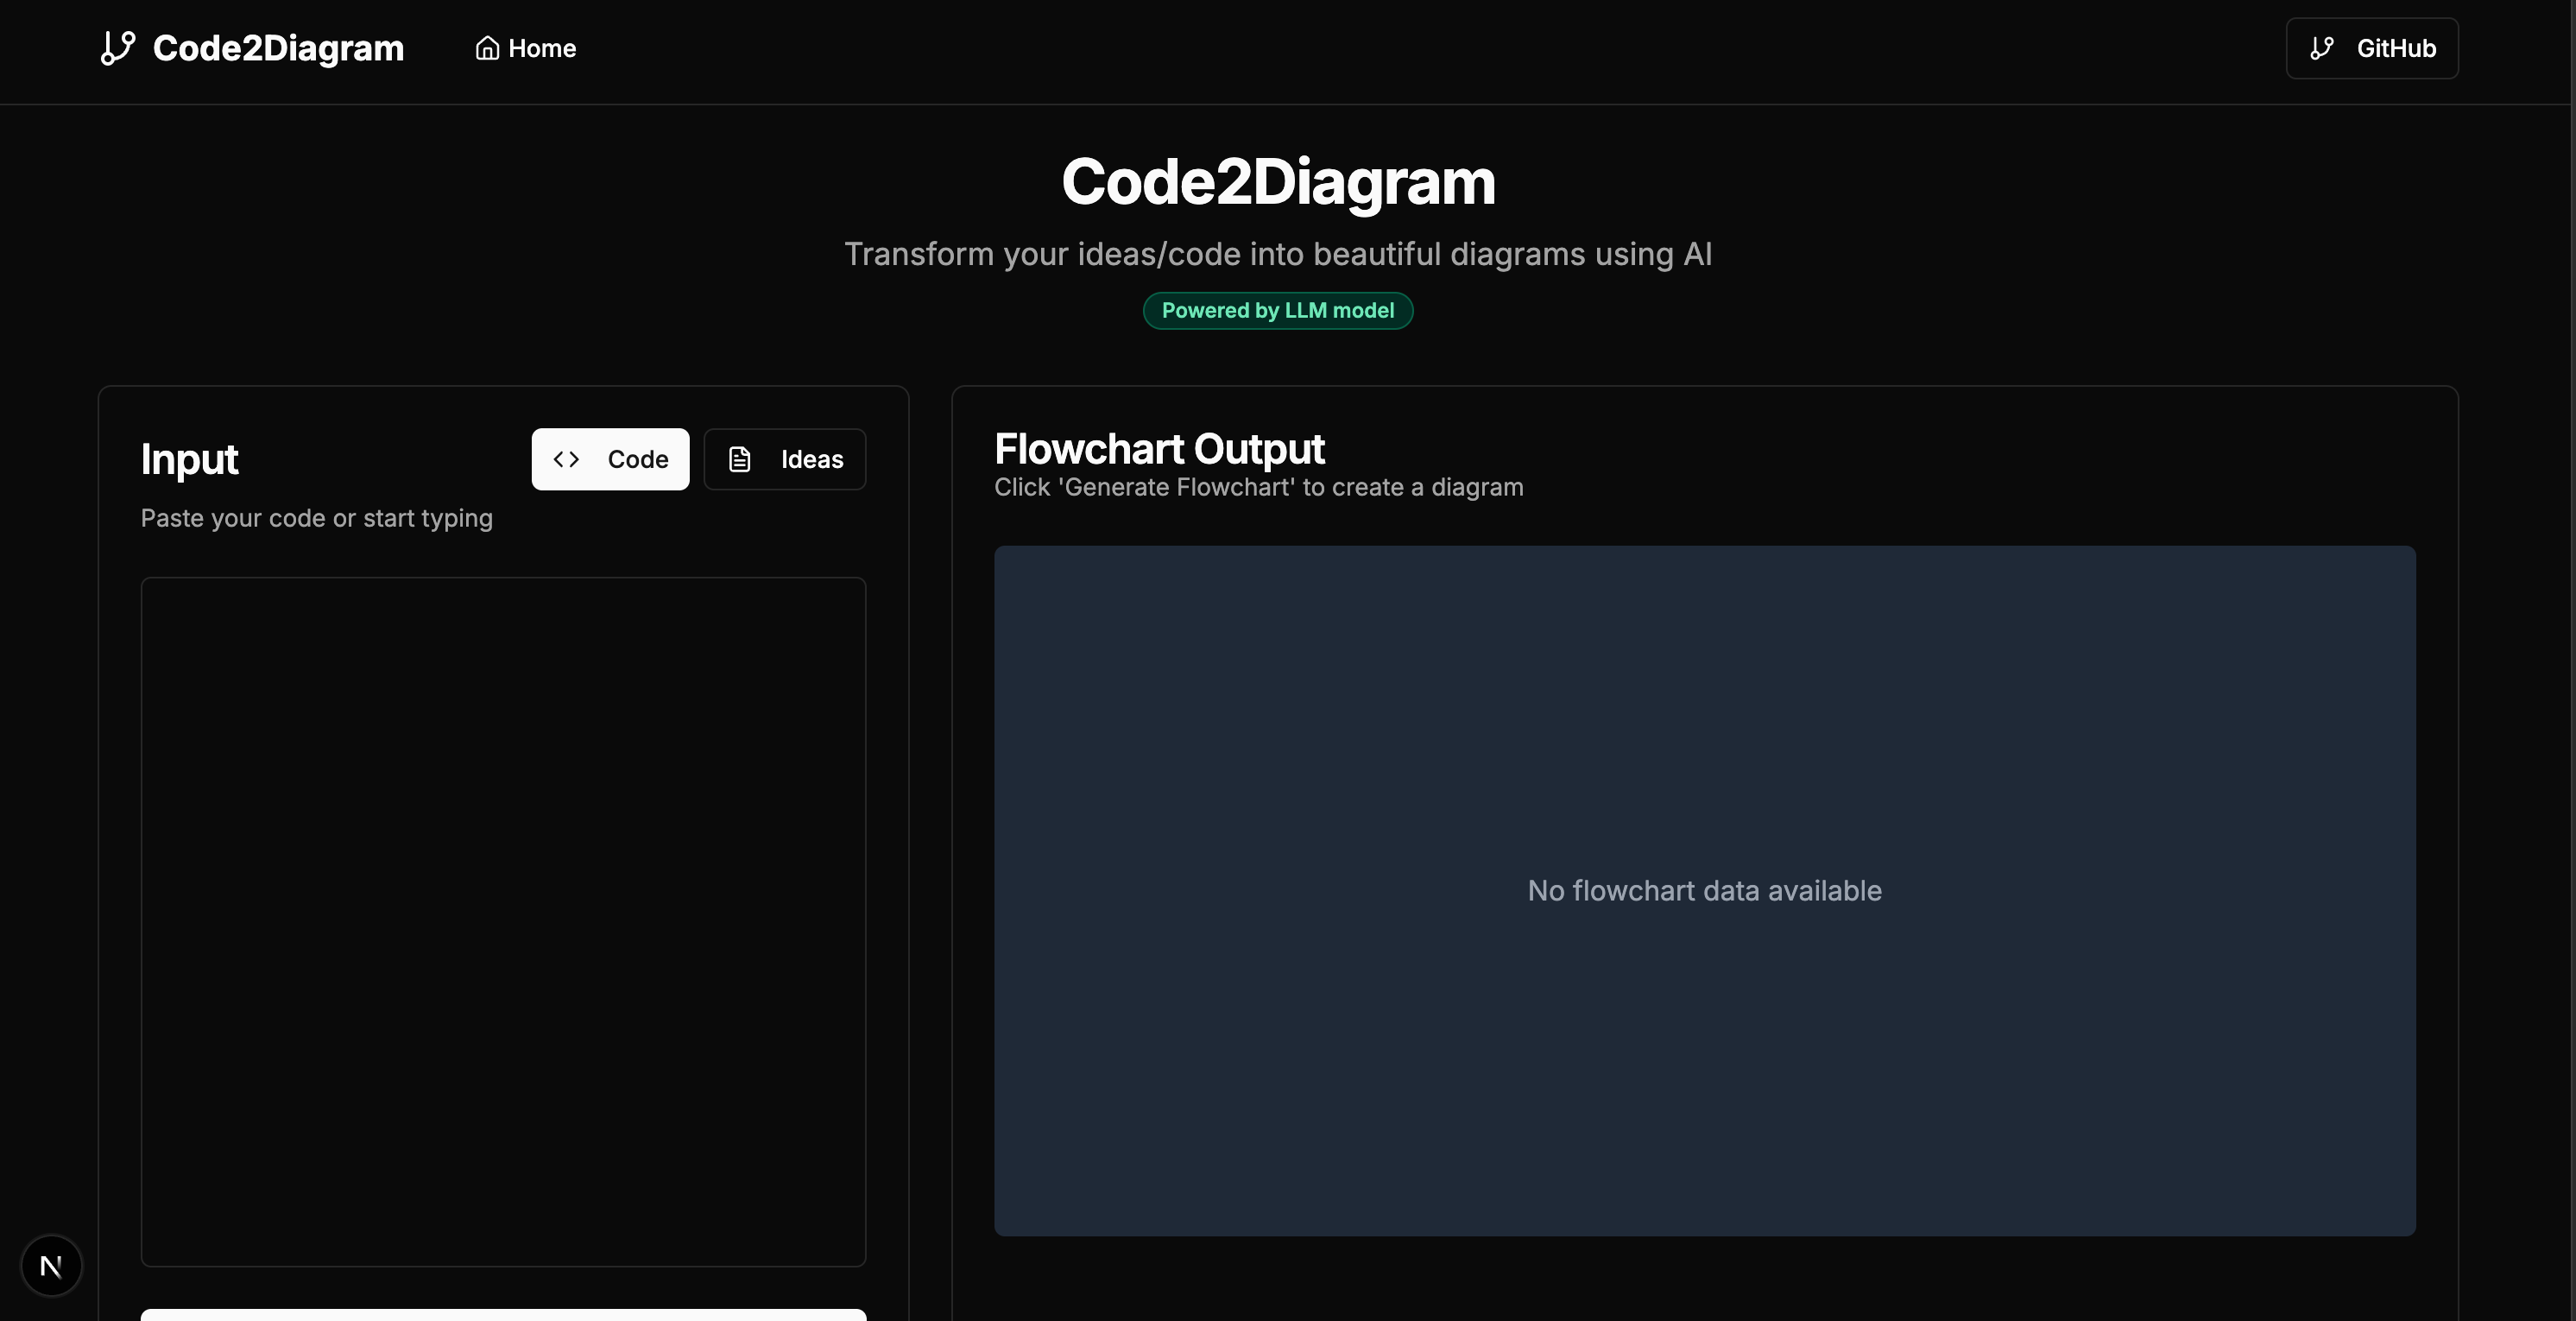 Code2Diagram
Home
GitHub
Code2Diagram
Transform your ideas/code into beautiful diagrams using AI
Powered by LLM model
Input
Code
Ideas
Paste your code or start typing
Flowchart Output
Click 'Generate Flowchart' to create a diagram
No flowchart data available
N